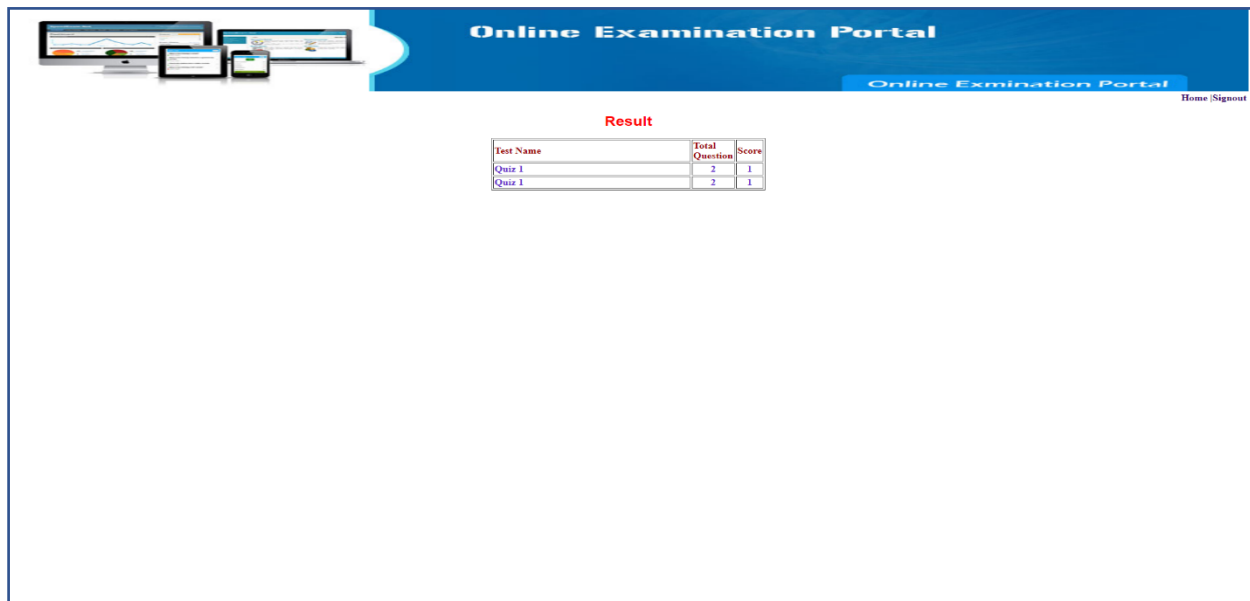 Online Examination Portal
Online Exmination Portal
Home |Signout
Result
Test Name Total Question Score
Quiz 1 2 1
Quiz 1 2 1